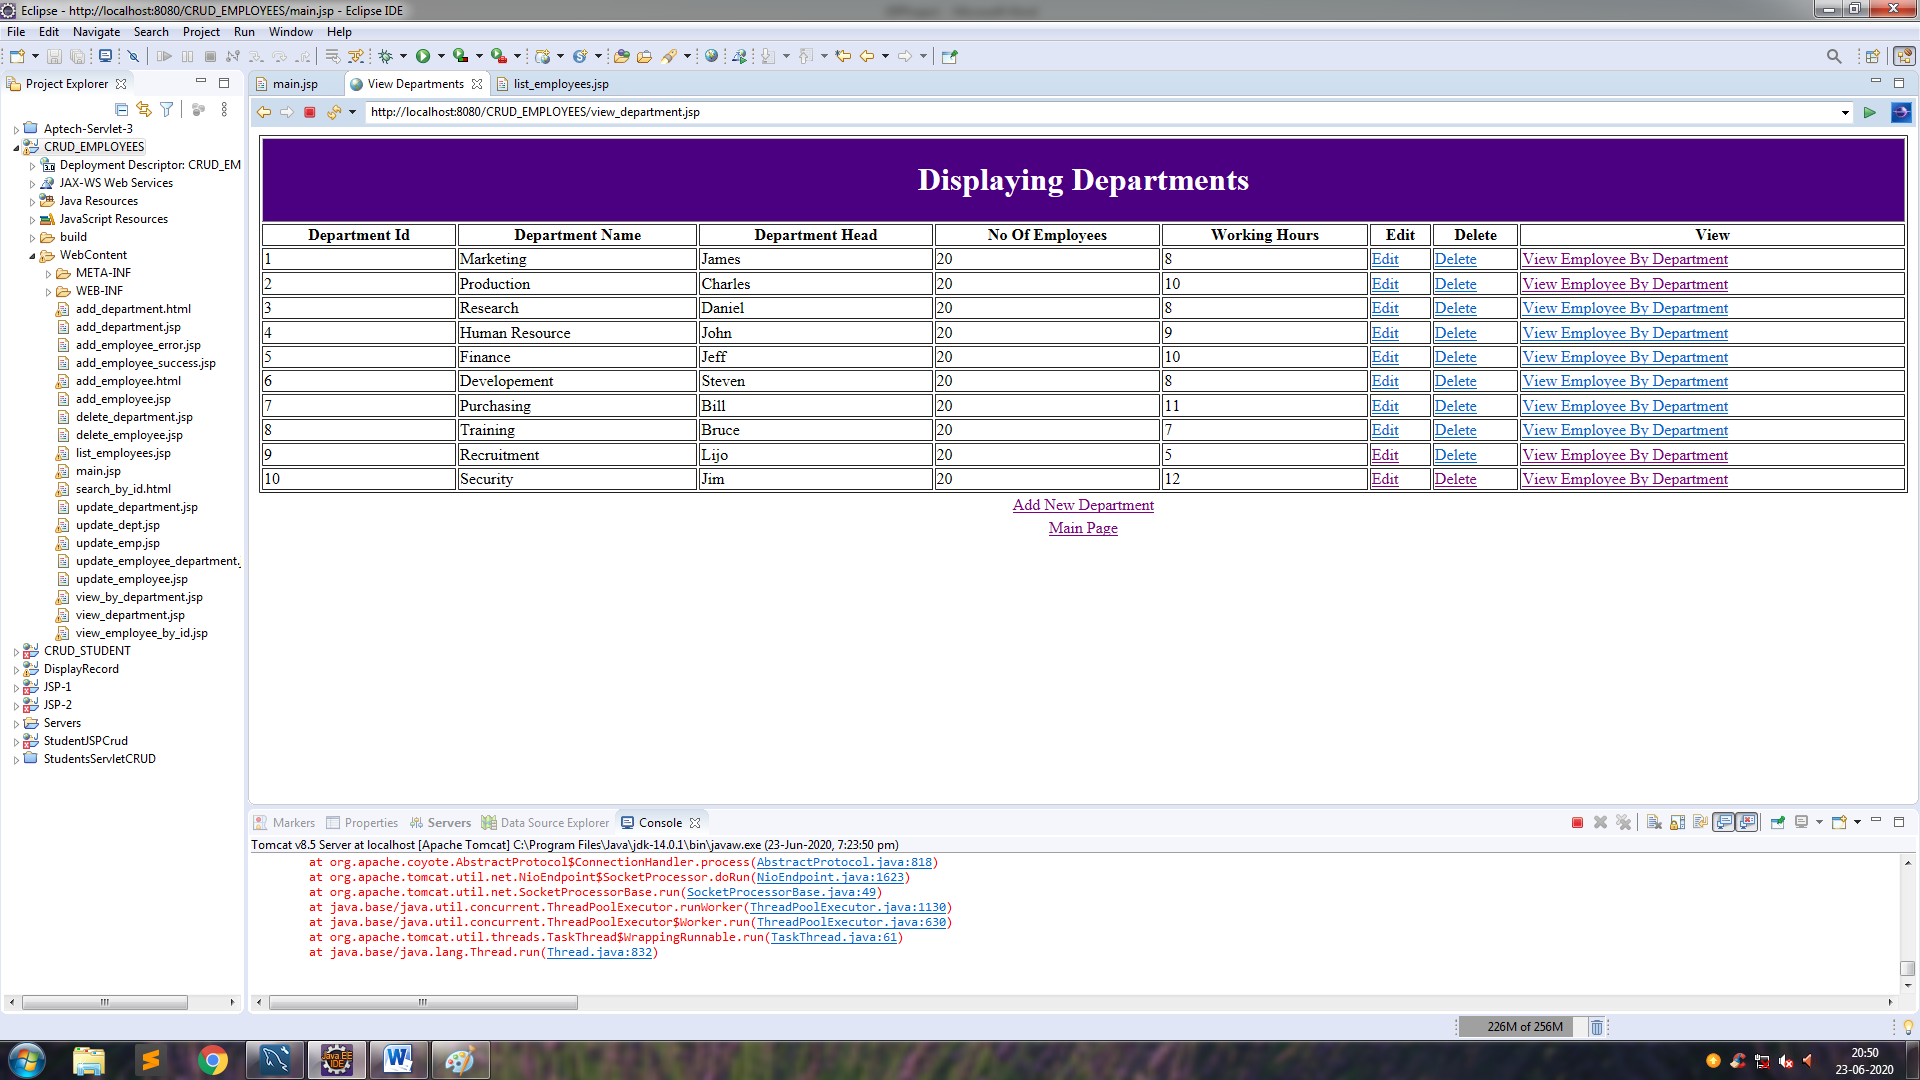 Eclipse - http://localhost:8080/CRUD_EMPLOYEES/main.jsp - Eclipse IDE
File Edit Navigate Search Project Run Window Help
Project Explorer
main.jsp
View Departments
list_employees.jsp
http://localhost:8080/CRUD_EMPLOYEES/view_department.jsp
Aptech-Servlet-3
CRUD_EMPLOYEES
Deployment Descriptor: CRUD_EM
JAX-WS Web Services
Java Resources
JavaScript Resources
build
WebContent
META-INF
WEB-INF
add_department.html
add_department.jsp
add_employee_error.jsp
add_employee_success.jsp
add_employee.html
add_employee.jsp
delete_department.jsp
delete_employee.jsp
list_employees.jsp
main.jsp
search_by_id.html
update_department.jsp
update_dept.jsp
update_emp.jsp
update_employee_department.
update_employee.jsp
view_by_department.jsp
view_department.jsp
view_employee_by_id.jsp
CRUD_STUDENT
DisplayRecord
JSP-1
JSP-2
Servers
StudentJSPCrud
StudentsServletCRUD
Displaying Departments
Department Id Department Name Department Head No Of Employees Working Hours Edit Delete View
1 Marketing James 20 8 Edit Delete View Employee By Department
2 Production Charles 20 10 Edit Delete View Employee By Department
3 Research Daniel 20 8 Edit Delete View Employee By Department
4 Human Resource John 20 9 Edit Delete View Employee By Department
5 Finance Jeff 20 10 Edit Delete View Employee By Department
6 Developement Steven 20 8 Edit Delete View Employee By Department
7 Purchasing Bill 20 11 Edit Delete View Employee By Department
8 Training Bruce 20 7 Edit Delete View Employee By Department
9 Recruitment Lijo 20 5 Edit Delete View Employee By Department
10 Security Jim 20 12 Edit Delete View Employee By Department
Add New Department
Main Page
Markers Properties Servers Data Source Explorer Console
Tomcat v8.5 Server at localhost [Apache Tomcat] C:\Program Files\Java\jdk-14.0.1\bin\javaw.exe (23-Jun-2020, 7:23:50 pm)
at org.apache.coyote.AbstractProtocol$ConnectionHandler.process(AbstractProtocol.java:818)
at org.apache.tomcat.util.net.NioEndpoint$SocketProcessor.doRun(NioEndpoint.java:1623)
at org.apache.tomcat.util.net.SocketProcessorBase.run(SocketProcessorBase.java:49)
at java.base/java.util.concurrent.ThreadPoolExecutor.runWorker(ThreadPoolExecutor.java:1130)
at java.base/java.util.concurrent.ThreadPoolExecutor$Worker.run(ThreadPoolExecutor.java:630)
at org.apache.tomcat.util.threads.TaskThread$WrappingRunnable.run(TaskThread.java:61)
at java.base/java.lang.Thread.run(Thread.java:832)
226M of 256M
Java EE
IDE
20:50
23-06-2020